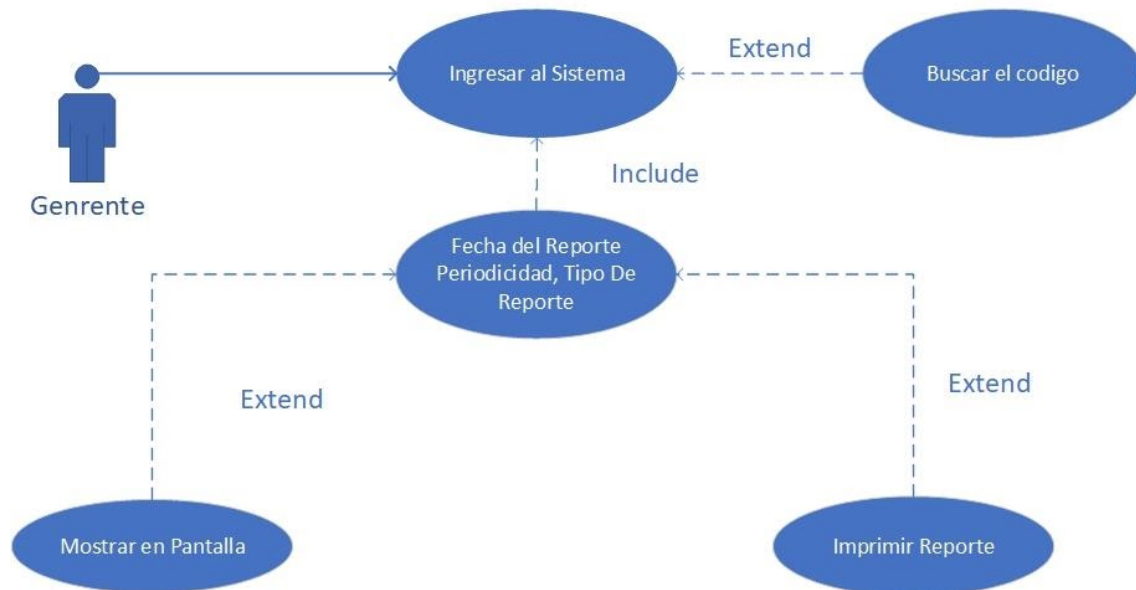 Ingresar al Sistema
Extend
Buscar el codigo
Genrente
Include
Fecha del Reporte
Periodicidad, Tipo De
Reporte
Extend
Extend
Mostrar en Pantalla
Imprimir Reporte